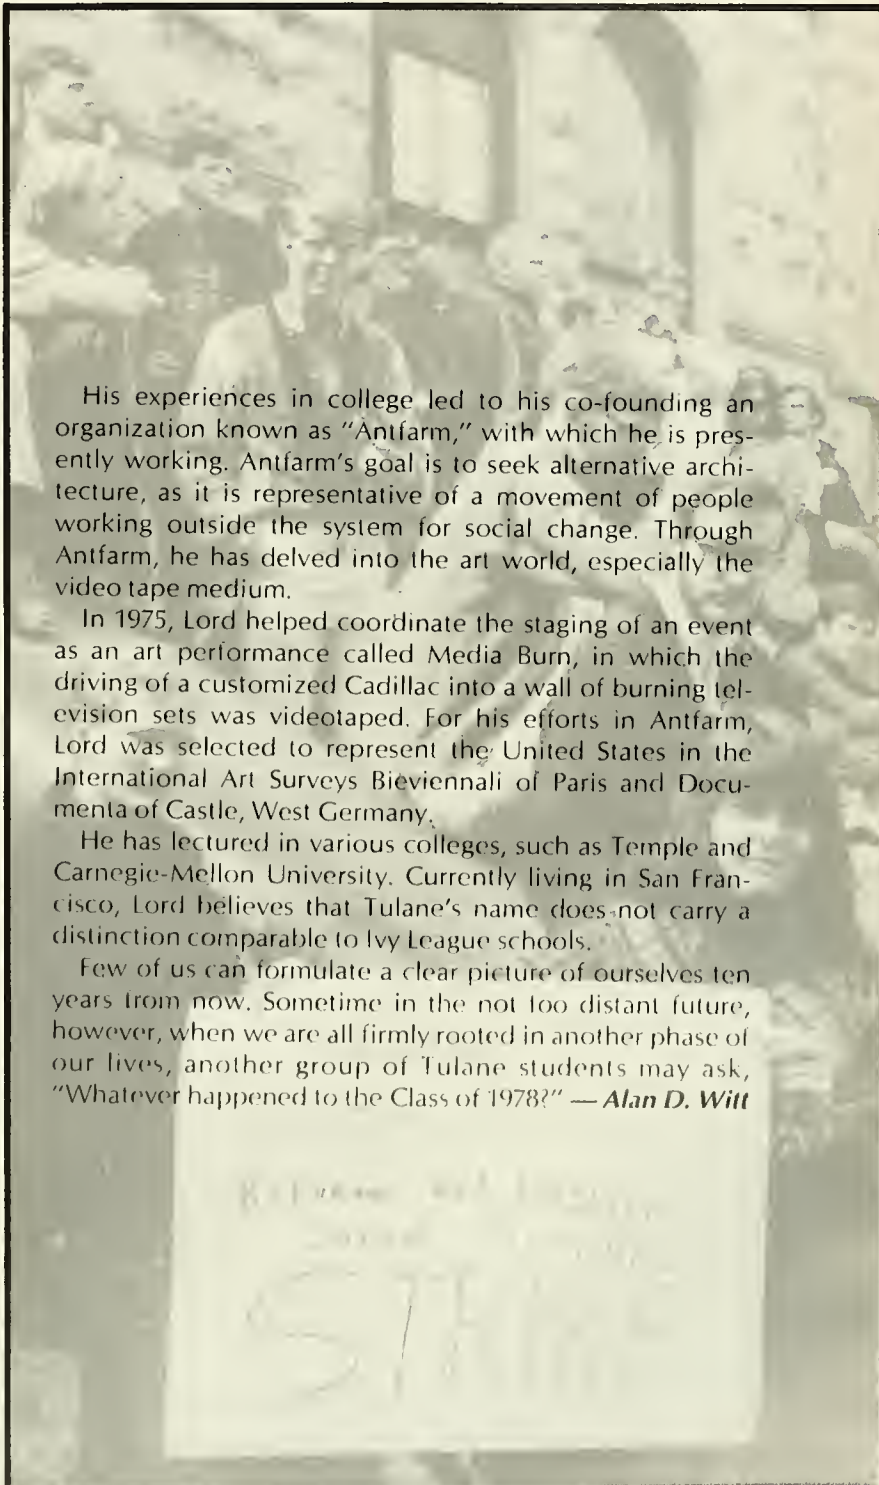 His experiences in college led to his co-founding an
organization known as "Antfarm," with which he is pres-
ently working. Antfarm's goal is to seek alternative archi-
tecture, as it is representative of a movement of people
working outside the system for social change. Through
Antfarm, he has delved into the art world, especially the
video tape medium.
In 1975, Lord helped coordinate the staging of an event
as an art performance called Media Burn, in which the
driving of a customized Cadillac into a wall of burning tel-
evision sets was videotaped. For his efforts in Antfarm,
Lord was selected to represent the United States in the
International Art Surveys Bieviennali of Paris and Docu-
menta of Castle, West Germany.
He has lectured in various colleges, such as Temple and
Carnegie-Mellon University. Currently living in San Fran-
cisco, Lord believes that Tulane's name does not carry a
distinction comparable to Ivy League schools.
Few of us can formulate a clear picture of ourselves ten
years from now. Sometime in the not too distant future,
however, when we are all firmly rooted in another phase of
our lives, another group of Tulane students may ask,
"Whatever happened to the Class of 1978?" — Alan D. Witt